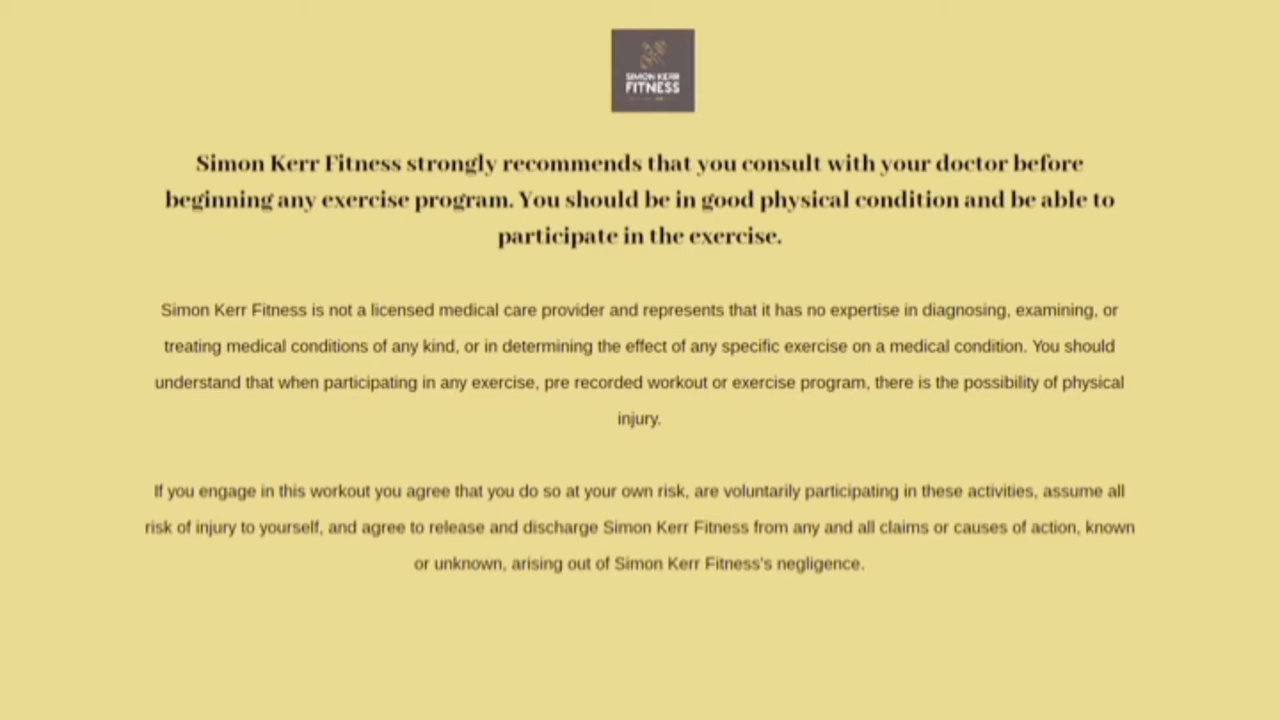 SIMON KERR
FITNESS
Simon Kerr Fitness strongly recommends that you consult with your doctor before
beginning any exercise program. You should be in good physical condition and be able to
participate in the exercise.
Simon Kerr Fitness is not a licensed medical care provider and represents that it has no expertise in diagnosing, examining, or
treating medical conditions of any kind, or in determining the effect of any specific exercise on a medical condition. You should
understand that when participating in any exercise, pre recorded workout or exercise program, there is the possibility of physical
injury.
If you engage in this workout you agree that you do so at your own risk, are voluntarily participating in these activities, assume all
risk of injury to yourself, and agree to release and discharge Simon Kerr Fitness from any and all claims or causes of action, known
or unknown, arising out of Simon Kerr Fitness's negligence.